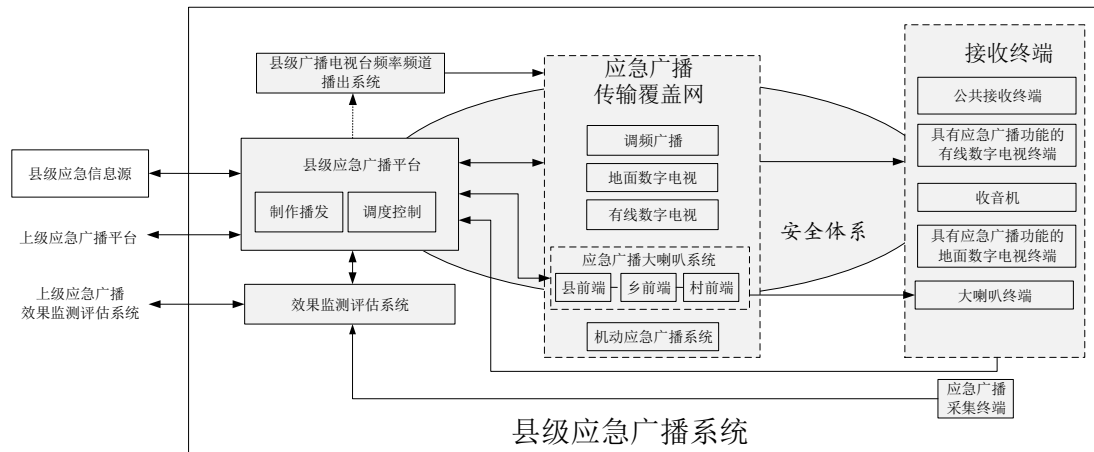 县级广播电视台频率频道
播出系统
县级应急信息源
上级应急广播平台
上级应急广播
效果监测评估系统
县级应急广播平台
制作播发
调度控制
效果监测评估系统
应急广播
传输覆盖网
调频广播
地面数字电视
有线数字电视
应急广播大喇叭系统
县前端
乡前端
村前端
机动应急广播系统
安全体系
接收终端
公共接收终端
具有应急广播功能的
有线数字电视终端
收音机
具有应急广播功能的
地面数字电视终端
大喇叭终端
应急广播
采集终端
县级应急广播系统